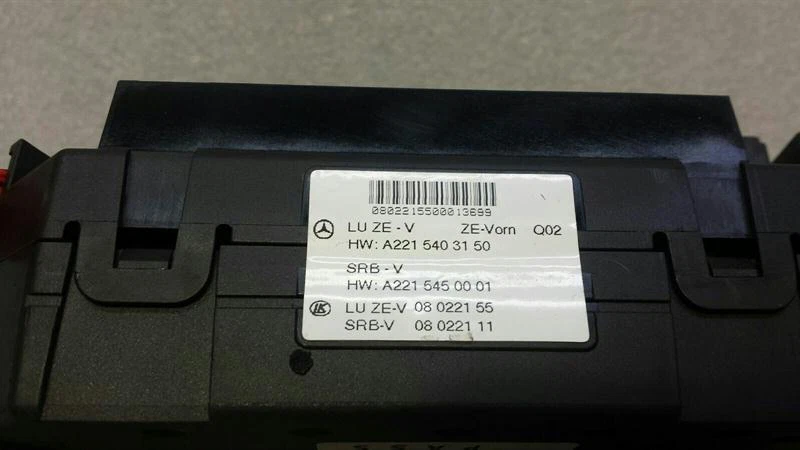 0802215500013699
LU ZE - V ZE-Vorn Q02
HW: A221 540 31 50
SRB - V
HW: A221 545 00 01
LK LU ZE-V 08 0221 55
SRB-V 08 0221 11